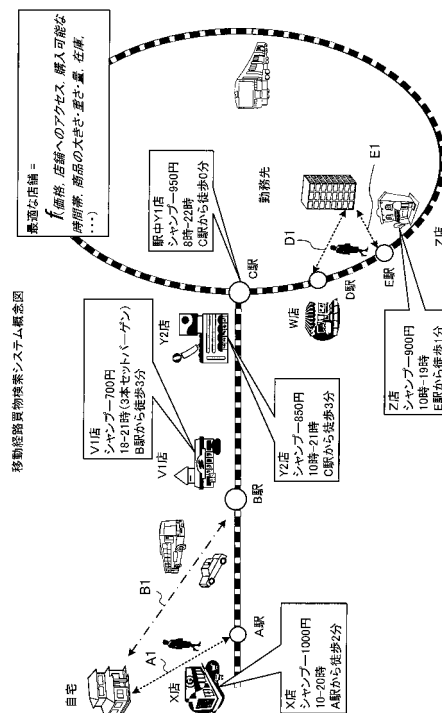 移動経路買物検索システム概念図
最適な店舗 =
f(価格, 店舗へのアクセス, 購入可能な
時間帯, 商品の大きさ・重さ・量, 在庫,
・・・・)
自宅
A1
B1
X店
A駅
X店
シャンプー1000円
10-20時
A駅から徒歩2分
B駅
V1店
V1店
シャンプー700円
18-21時(3本セットバーゲン)
B駅から徒歩3分
Y2店
Y2店
シャンプー850円
10時-21時
C駅から徒歩3分
C駅
駅中Y1店
シャンプー950円
8時-22時
C駅から徒歩0分
W店
D駅
D1
勤務先
E1
E駅
Z店
Z店
シャンプー900円
10時-19時
E駅から徒歩1分